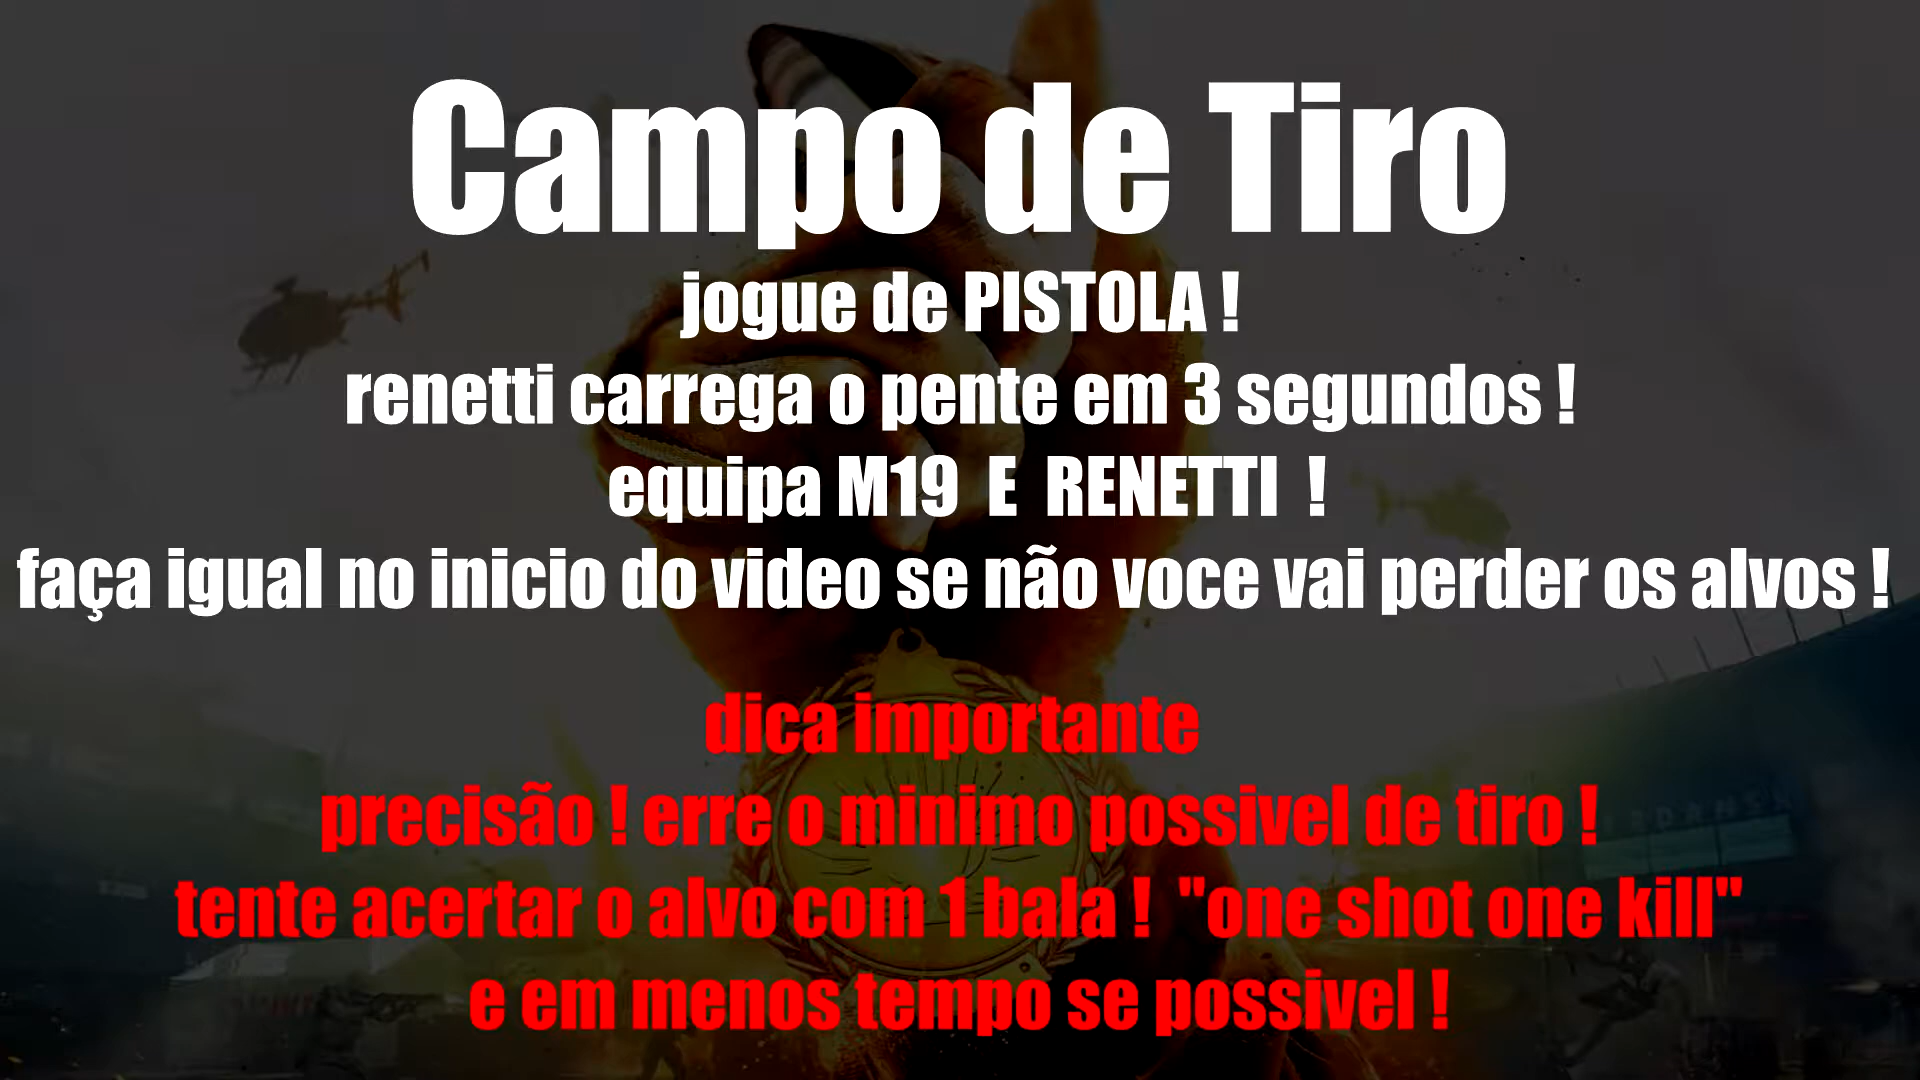 Campo de Tiro
jogue de PISTOLA !
renetti carrega o pente em 3 segundos !
equipa M19 E RENETTI !
faça igual no inicio do video se não voce vai perder os alvos !
dica importante
precisão ! erre o minimo possivel de tiro !
tente acertar o alvo com 1 bala ! "one shot one kill"
e em menos tempo se possivel !